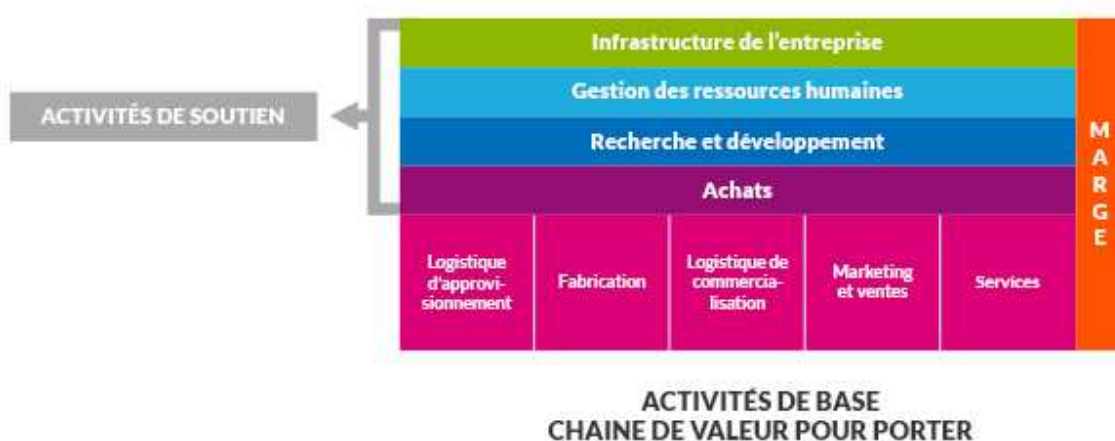 Infrastructure de l'entreprise
Gestion des ressources humaines
ACTIVITÉS DE SOUTIEN
Recherche et développement
Achats
MARGE
Logistique
d'approvi-
sionnement
Fabrication
Logistique de
commercia-
lisation
Marketing
et ventes
Services
ACTIVITÉS DE BASE
CHAINE DE VALEUR POUR PORTER